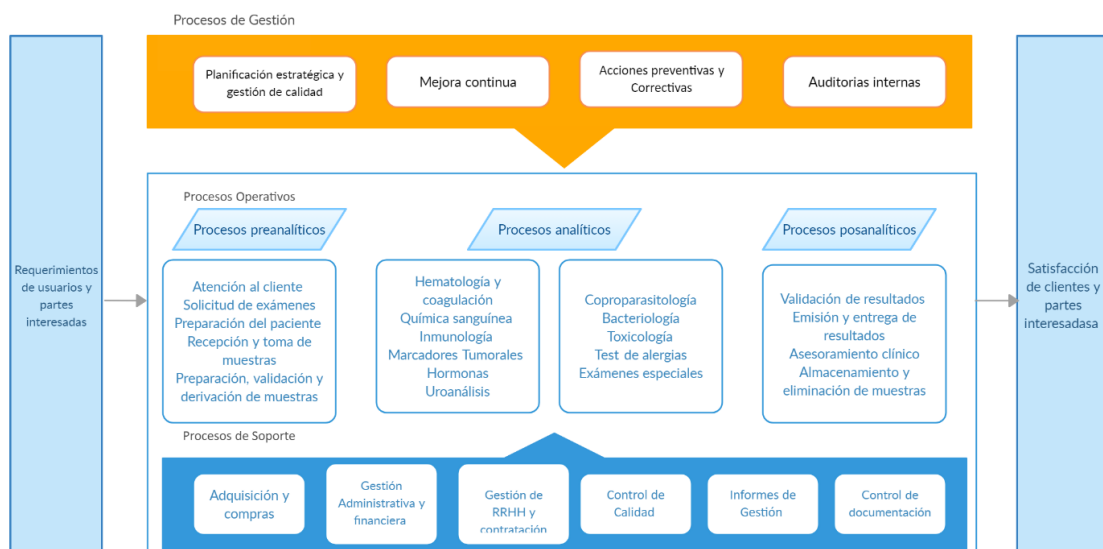 Procesos de Gestión
Planificación estratégica y
gestión de calidad
Mejora continua
Acciones preventivas y
Correctivas
Auditorias internas
Requerimientos
de usuarios y
partes
interesadas
Procesos Operativos
Procesos preanalíticos
Atención al cliente
Solicitud de exámenes
Preparación del paciente
Recepción y toma de
muestras
Preparación, validación y
derivación de muestras
Procesos analíticos
Hematología y
coagulación
Química sanguínea
Inmunología
Marcadores Tumorales
Hormonas
Uroanálisis
Coproparasitología
Bacteriología
Toxicología
Test de alergias
Exámenes especiales
Procesos posanalíticos
Validación de resultados
Emisión y entrega de
resultados
Asesoramiento clínico
Almacenamiento y
eliminación de muestras
Satisfacción
de clientes y
partes
interesadasa
Procesos de Soporte
Adquisición y
compras
Gestión
Administrativa y
financiera
Gestión de
RRHH y
contratación
Control de
Calidad
Informes de
Gestión
Control de
documentación